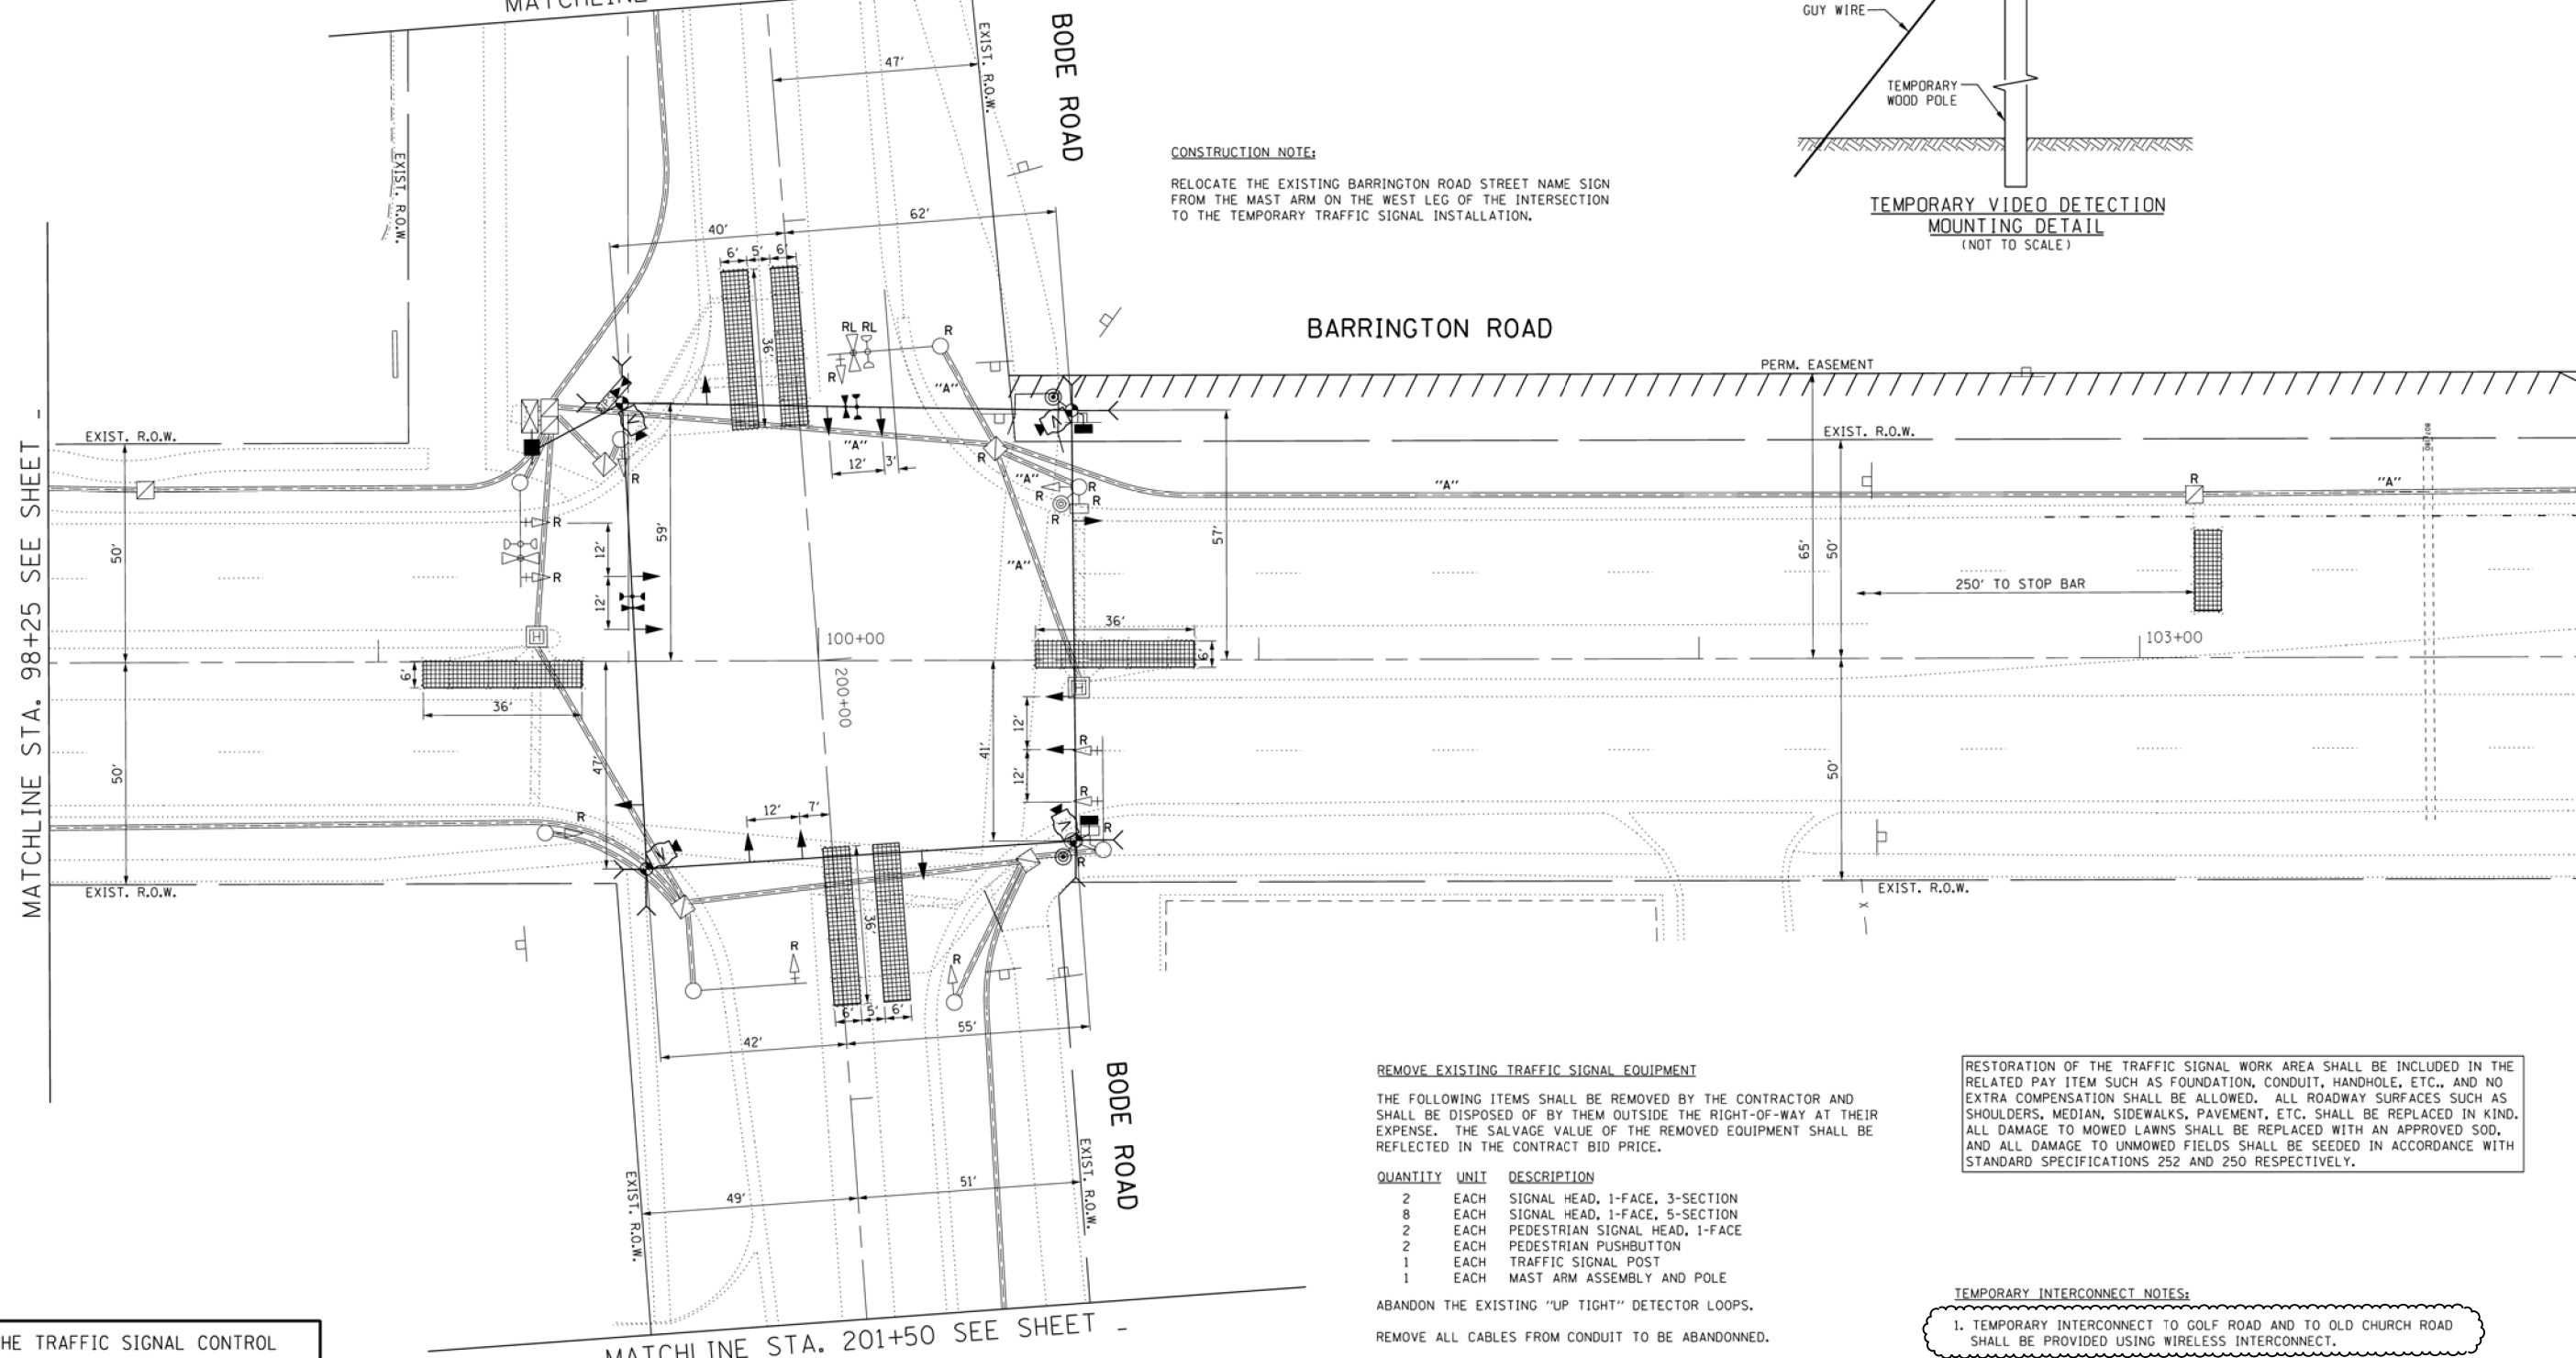 MATCHLINE
BODE ROAD
EXIST. R.O.W.
47'
EXIST. R.O.W.
GUY WIRE
TEMPORARY
WOOD POLE
TEMPORARY VIDEO DETECTION
MOUNTING DETAIL
(NOT TO SCALE)
CONSTRUCTION NOTE:
RELOCATE THE EXISTING BARRINGTON ROAD STREET NAME SIGN
FROM THE MAST ARM ON THE WEST LEG OF THE INTERSECTION
TO THE TEMPORARY TRAFFIC SIGNAL INSTALLATION.
40'
62'
6' 5' 6'
36'
RL RL
R
R
"A"
BARRINGTON ROAD
PERM. EASEMENT
MATCHLINE STA. 98+25 SEE SHEET -
EXIST. R.O.W.
EXIST. R.O.W.
"A"
12' 3'
R
R
"A"
R
R
R
R
"A"
R
"A"
R
R
50'
12'
12'
59'
57'
65'
50'
"A"
250' TO STOP BAR
H
100+00
200+00
36'
6'
103+00
6'
36'
H
50'
47'
41'
12'
12'
R
R
50'
R
12' 7'
R
R
EXIST. R.O.W.
EXIST. R.O.W.
X
R
36'
R
6' 5' 6'
42'
55'
BODE ROAD
EXIST. R.O.W.
EXIST. R.O.W.
49'
51'
MATCHLINE STA. 201+50 SEE SHEET -
REMOVE EXISTING TRAFFIC SIGNAL EQUIPMENT
THE FOLLOWING ITEMS SHALL BE REMOVED BY THE CONTRACTOR AND
SHALL BE DISPOSED OF BY THEM OUTSIDE THE RIGHT-OF-WAY AT THEIR
EXPENSE. THE SALVAGE VALUE OF THE REMOVED EQUIPMENT SHALL BE
REFLECTED IN THE CONTRACT BID PRICE.
QUANTITY UNIT DESCRIPTION
2 EACH SIGNAL HEAD, 1-FACE, 3-SECTION
8 EACH SIGNAL HEAD, 1-FACE, 5-SECTION
2 EACH PEDESTRIAN SIGNAL HEAD, 1-FACE
2 EACH PEDESTRIAN PUSHBUTTON
1 EACH TRAFFIC SIGNAL POST
1 EACH MAST ARM ASSEMBLY AND POLE
ABANDON THE EXISTING "UP TIGHT" DETECTOR LOOPS.
REMOVE ALL CABLES FROM CONDUIT TO BE ABANDONNED.
RESTORATION OF THE TRAFFIC SIGNAL WORK AREA SHALL BE INCLUDED IN THE
RELATED PAY ITEM SUCH AS FOUNDATION, CONDUIT, HANDHOLE, ETC., AND NO
EXTRA COMPENSATION SHALL BE ALLOWED. ALL ROADWAY SURFACES SUCH AS
SHOULDERS, MEDIAN, SIDEWALKS, PAVEMENT, ETC. SHALL BE REPLACED IN KIND.
ALL DAMAGE TO MOWED LAWNS SHALL BE REPLACED WITH AN APPROVED SOD,
AND ALL DAMAGE TO UNMOWED FIELDS SHALL BE SEEDED IN ACCORDANCE WITH
STANDARD SPECIFICATIONS 252 AND 250 RESPECTIVELY.
TEMPORARY INTERCONNECT NOTES:
1. TEMPORARY INTERCONNECT TO GOLF ROAD AND TO OLD CHURCH ROAD
SHALL BE PROVIDED USING WIRELESS INTERCONNECT.
HE TRAFFIC SIGNAL CONTROL